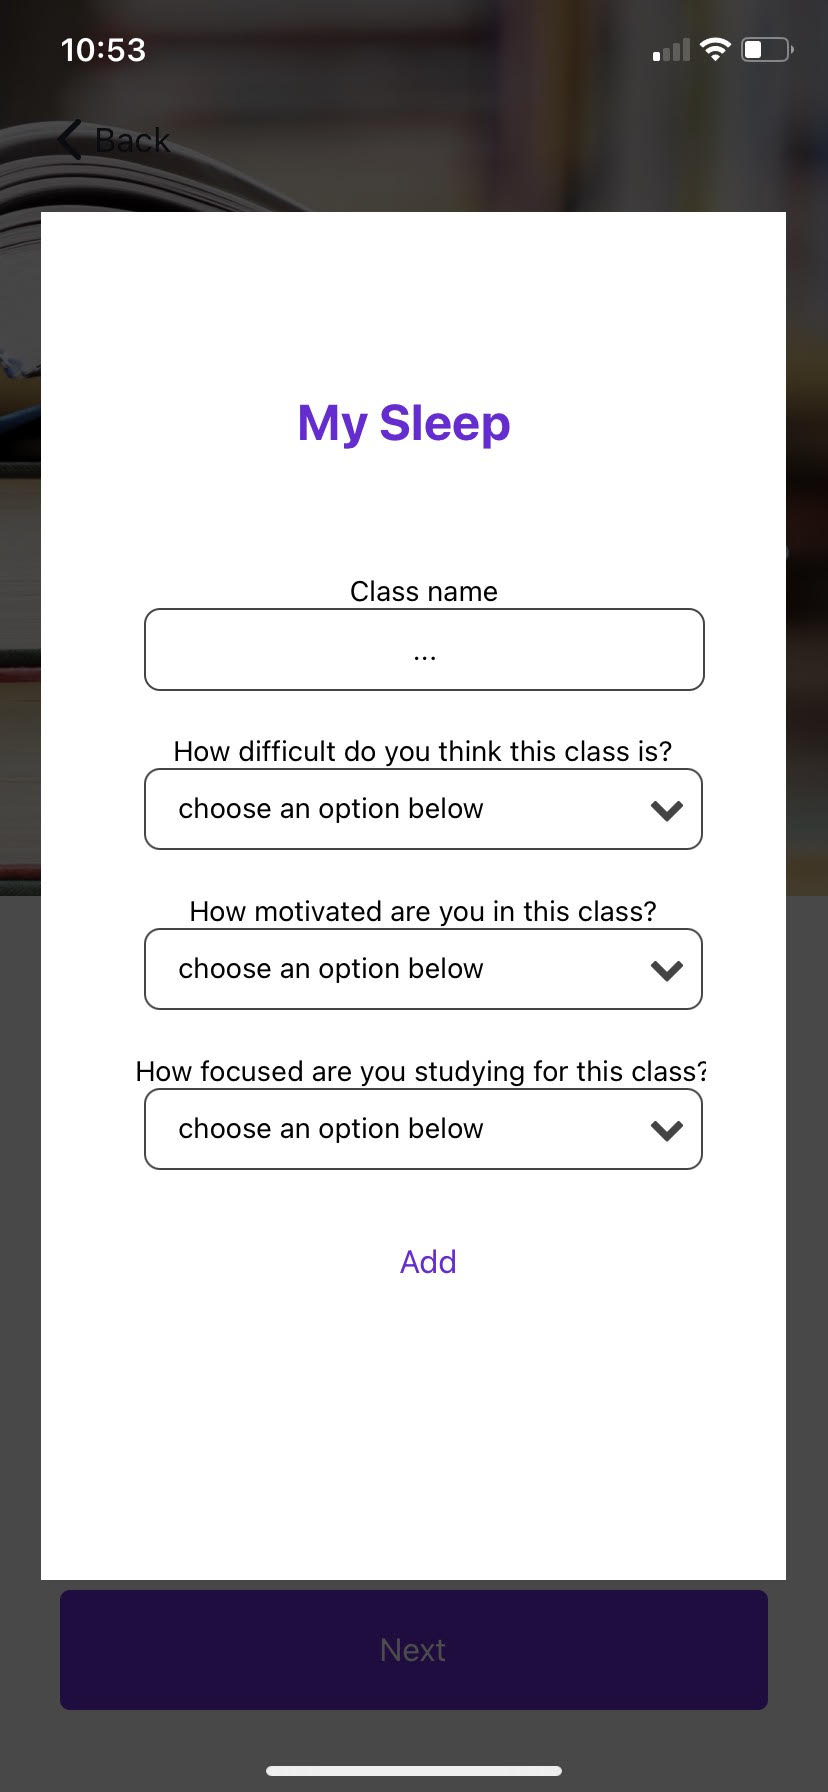 10:53
Back
My Sleep
Class name
...
How difficult do you think this class is?
choose an option below
How motivated are you in this class?
choose an option below
How focused are you studying for this class?
choose an option below
Add
Next